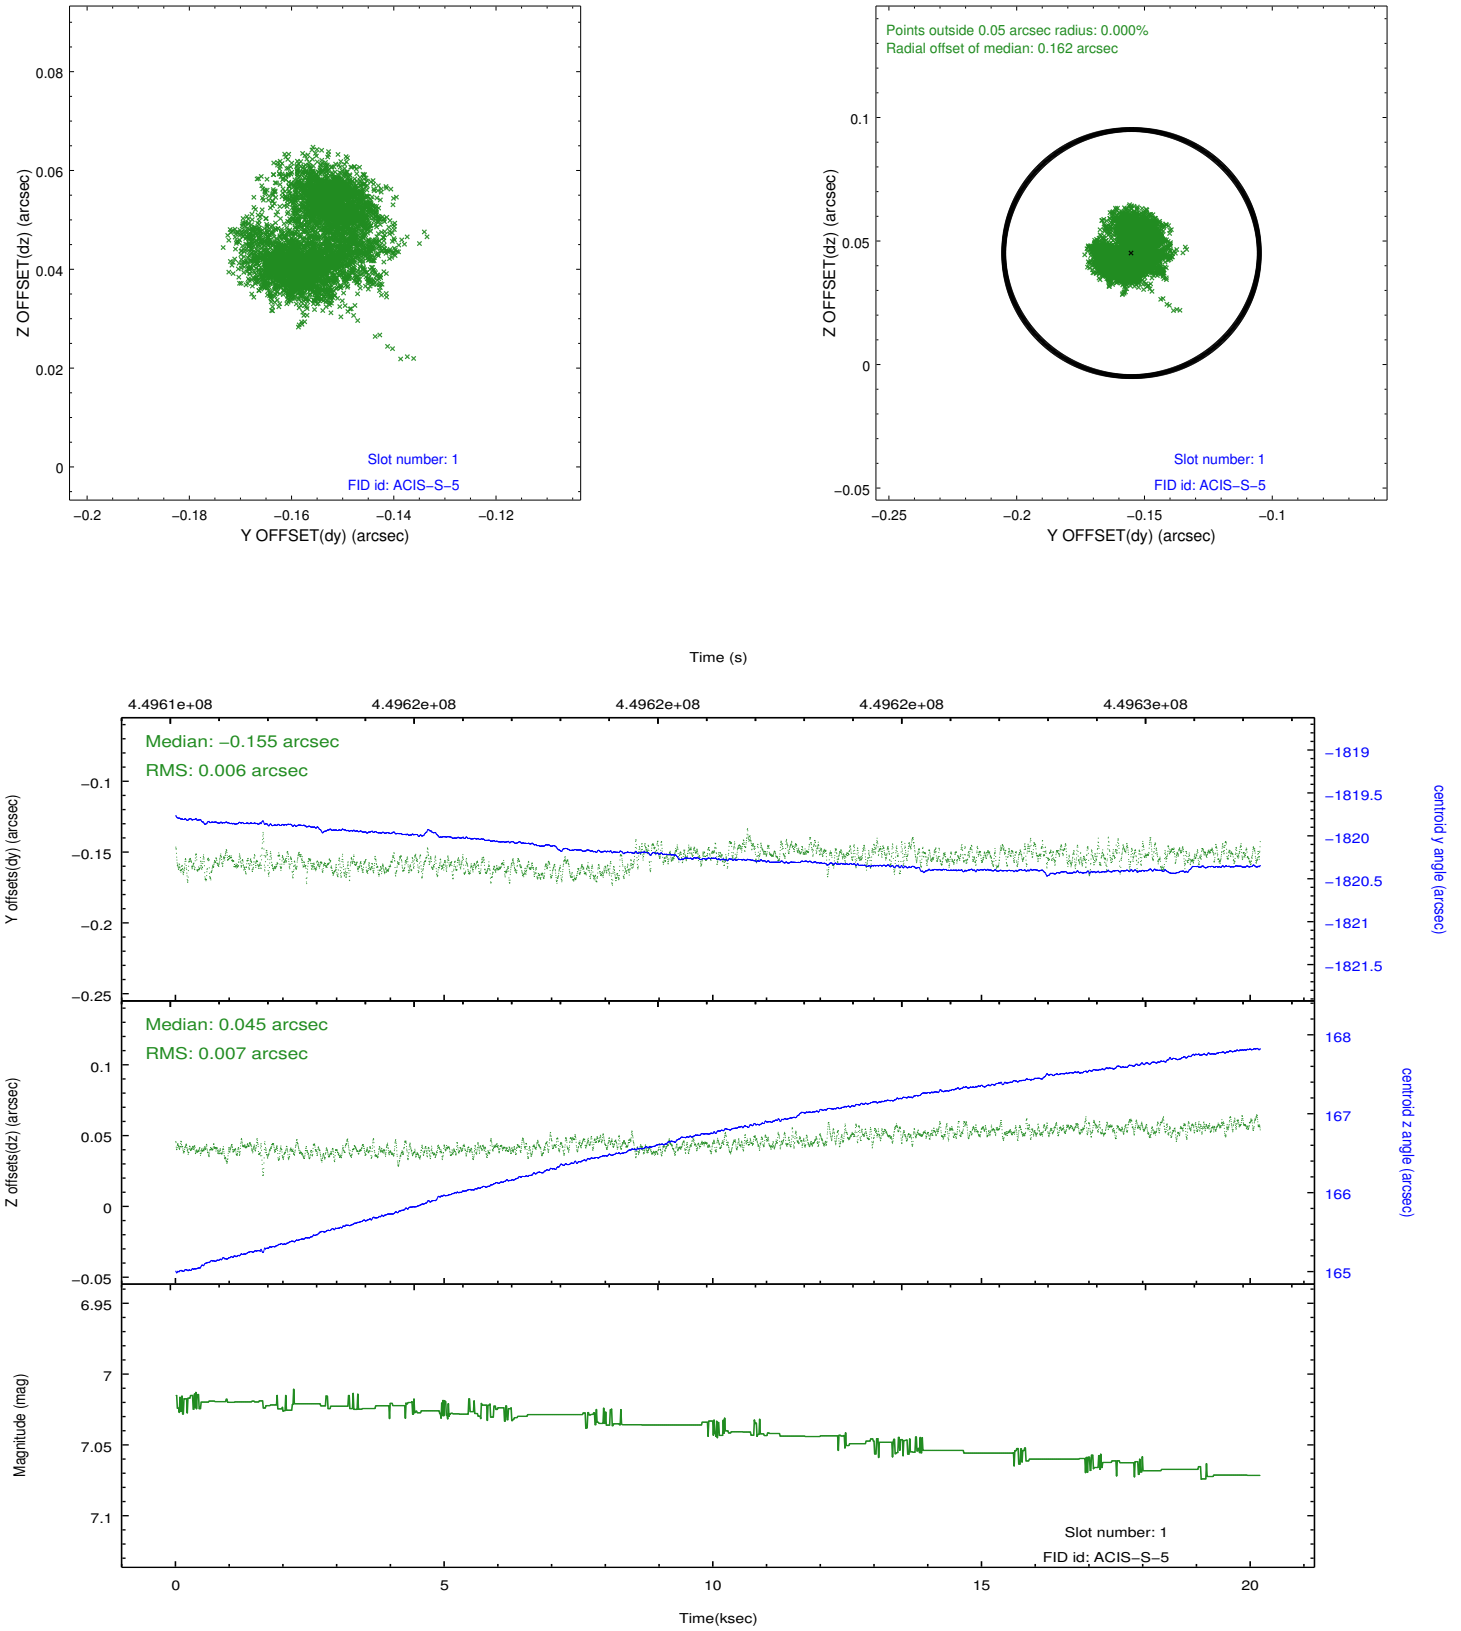 0.08
0.06
0.04
0.02
0
Z OFFSET(dz) (arcsec)
Slot number: 1
FID id: ACIS−S−5
−0.2
−0.18
−0.16
−0.14
−0.12
Y OFFSET(dy) (arcsec)
Points outside 0.05 arcsec radius: 0.000%
Radial offset of median: 0.162 arcsec
0.1
0.05
0
−0.05
Z OFFSET(dz) (arcsec)
Slot number: 1
FID id: ACIS−S−5
−0.25
−0.2
−0.15
−0.1
Y OFFSET(dy) (arcsec)
Time (s)
4.4961e+08
4.4962e+08
4.4962e+08
4.4962e+08
4.4963e+08
Median: −0.155 arcsec
RMS: 0.006 arcsec
−0.1
−0.15
−0.2
−0.25
Y offsets(dy) (arcsec)
−1819
−1819.5
−1820
−1820.5
−1821
−1821.5
centroid y angle (arcsec)
Median: 0.045 arcsec
RMS: 0.007 arcsec
0.1
0.05
0
−0.05
Z offsets(dz) (arcsec)
168
167
166
165
centroid z angle (arcsec)
6.95
7
7.05
7.1
Magnitude (mag)
Slot number: 1
FID id: ACIS−S−5
0
5
10
15
20
Time(ksec)